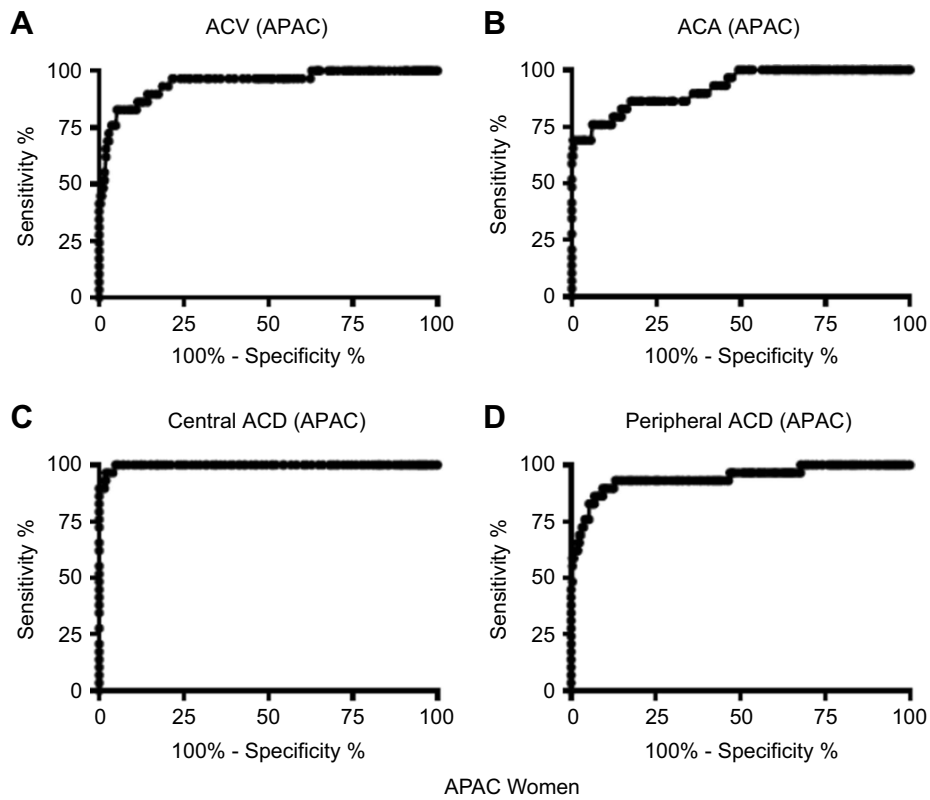 A
ACV (APAC)
100
75
50
25
0
Sensitivity %
0 25 50 75 100
100% - Specificity %
B
ACA (APAC)
100
75
50
25
0
Sensitivity %
0 25 50 75 100
100% - Specificity %
C
Central ACD (APAC)
100
75
50
25
0
Sensitivity %
0 25 50 75 100
100% - Specificity %
D
Peripheral ACD (APAC)
100
75
50
25
0
Sensitivity %
0 25 50 75 100
100% - Specificity %
APAC Women